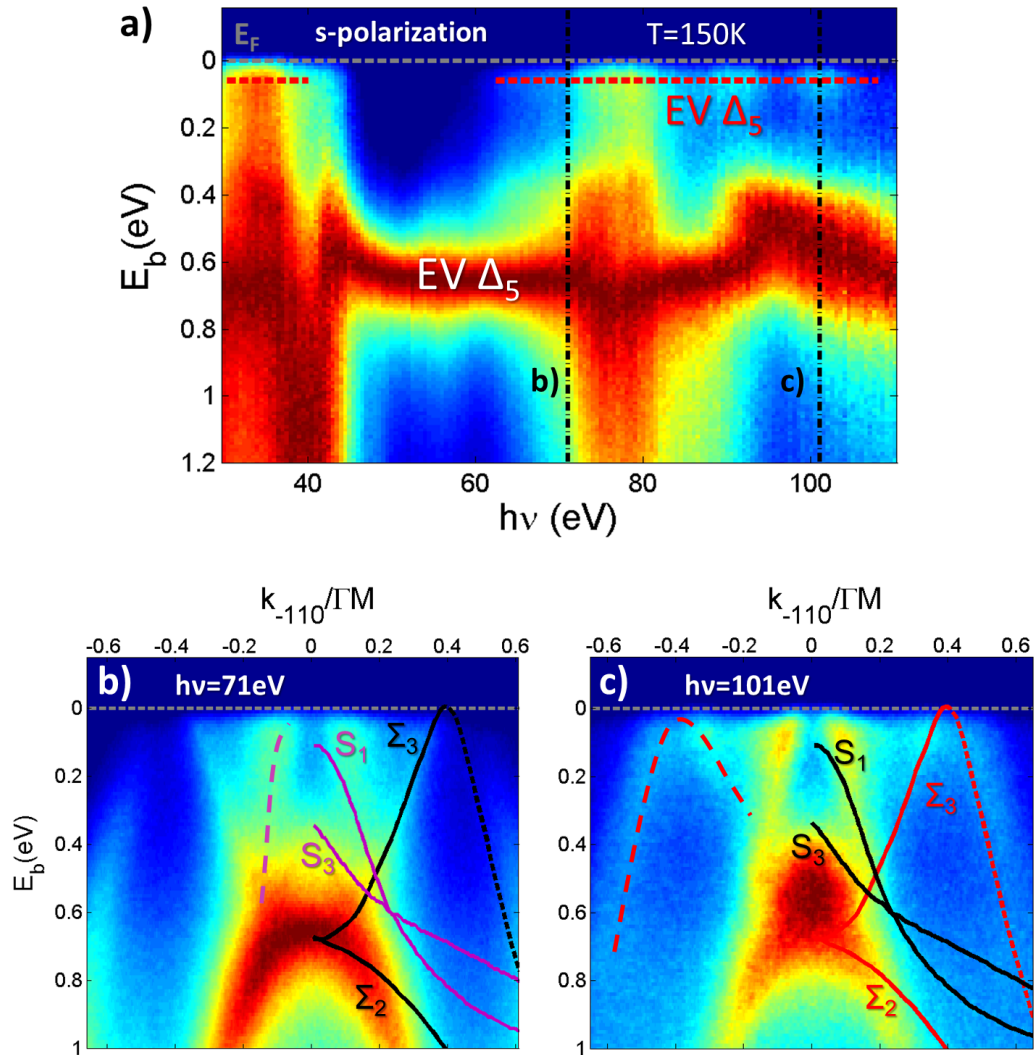 a)
E_F
s-polarization
T=150K
EV Δ₅
EV Δ₅
b)
c)
0
0.2
0.4
0.6
0.8
1
1.2
E_b (eV)
40
60
80
100
hν (eV)
k_-110/ΓM
-0.6
-0.4
-0.2
0
0.2
0.4
0.6
b)
hν=71eV
0
0.2
0.4
0.6
0.8
1
E_b(eV)
S₁
Σ₃
S₃
Σ₂
k_-110/ΓM
-0.6
-0.4
-0.2
0
0.2
0.4
0.6
c)
hν=101eV
0
0.2
0.4
0.6
0.8
1
S₁
Σ₃
S₃
Σ₂